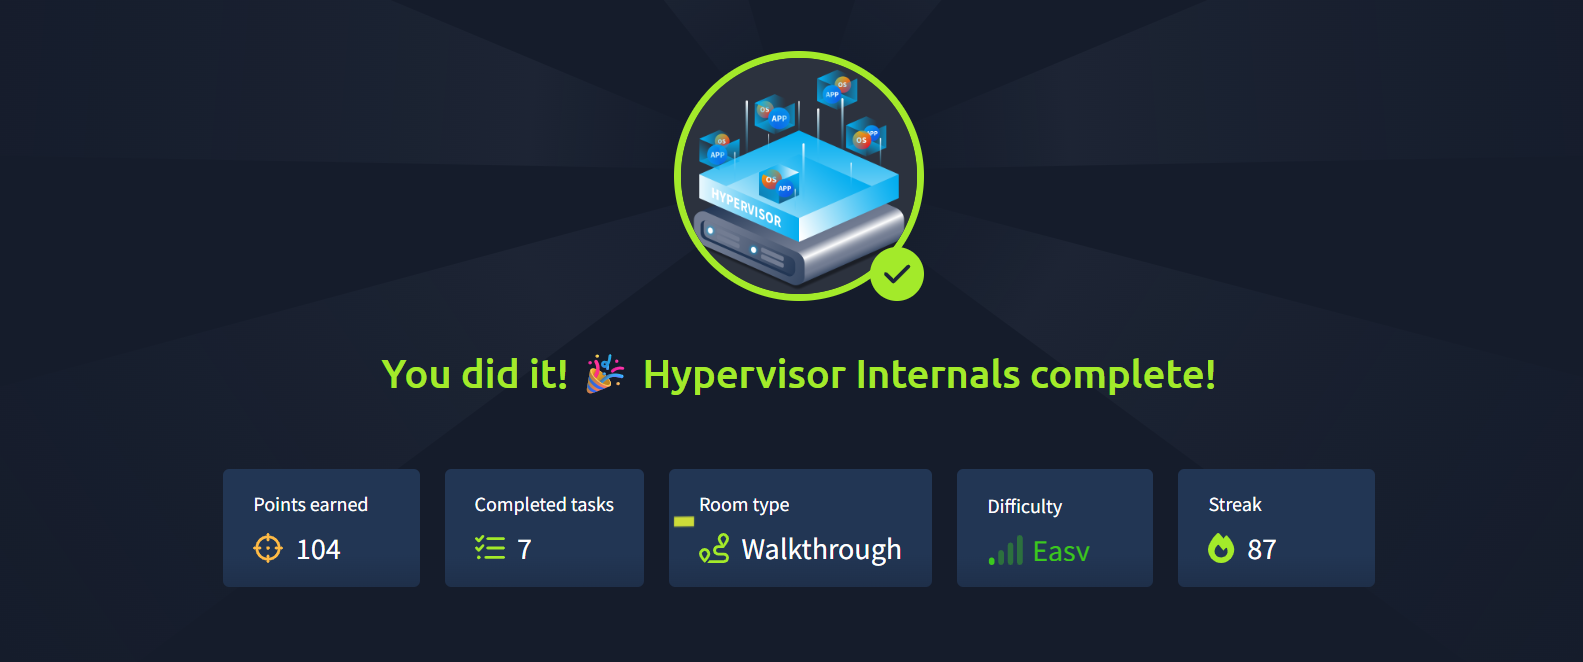 OS
APP
OS
APP
APP
OS
OS
APP
OS
APP
HYPERVISOR
You did it! 🎉 Hypervisor Internals complete!
Points earned
104
Completed tasks
7
Room type
Walkthrough
Difficulty
Easy
Streak
87